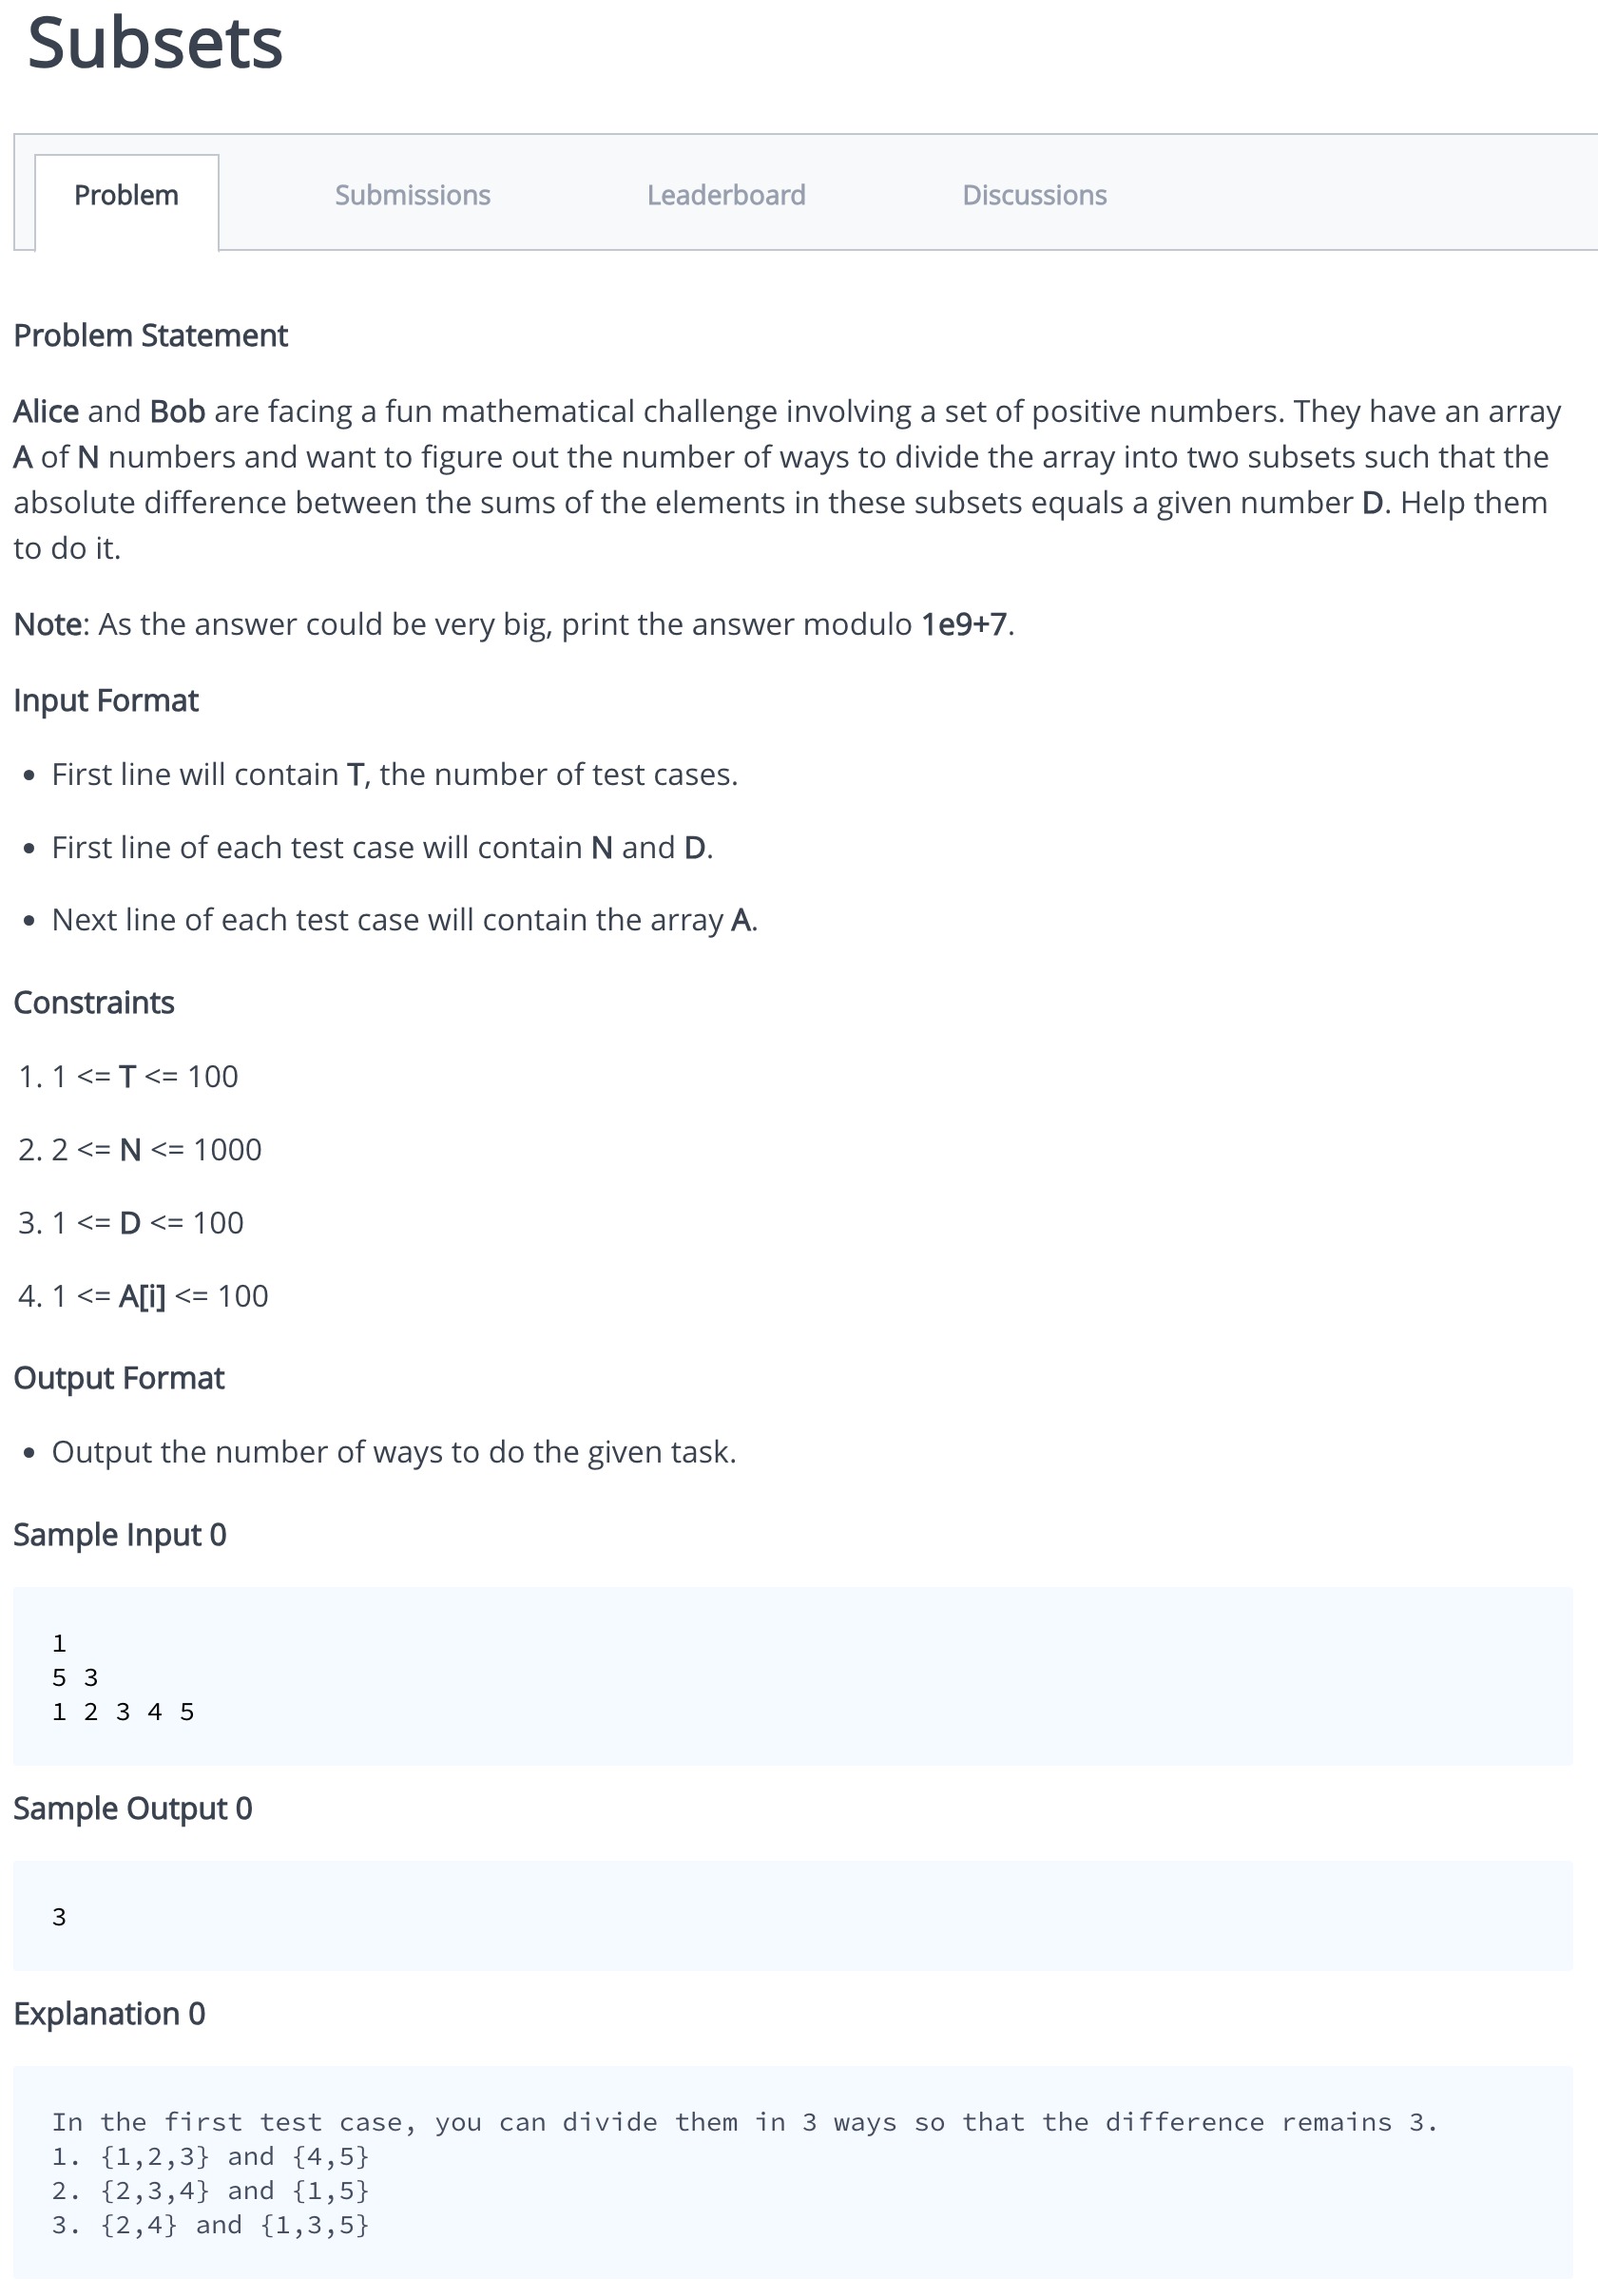 Subsets
Problem
Submissions
Leaderboard
Discussions
Problem Statement
Alice and Bob are facing a fun mathematical challenge involving a set of positive numbers. They have an array
A of N numbers and want to figure out the number of ways to divide the array into two subsets such that the
absolute difference between the sums of the elements in these subsets equals a given number D. Help them
to do it.
Note: As the answer could be very big, print the answer modulo 1e9+7.
Input Format
• First line will contain T, the number of test cases.
• First line of each test case will contain N and D.
• Next line of each test case will contain the array A.
Constraints
1. 1 <= T <= 100
2. 2 <= N <= 1000
3. 1 <= D <= 100
4. 1 <= A[i] <= 100
Output Format
• Output the number of ways to do the given task.
Sample Input 0
1
5 3
1 2 3 4 5
Sample Output 0
3
Explanation 0
In the first test case, you can divide them in 3 ways so that the difference remains 3.
1. {1,2,3} and {4,5}
2. {2,3,4} and {1,5}
3. {2,4} and {1,3,5}